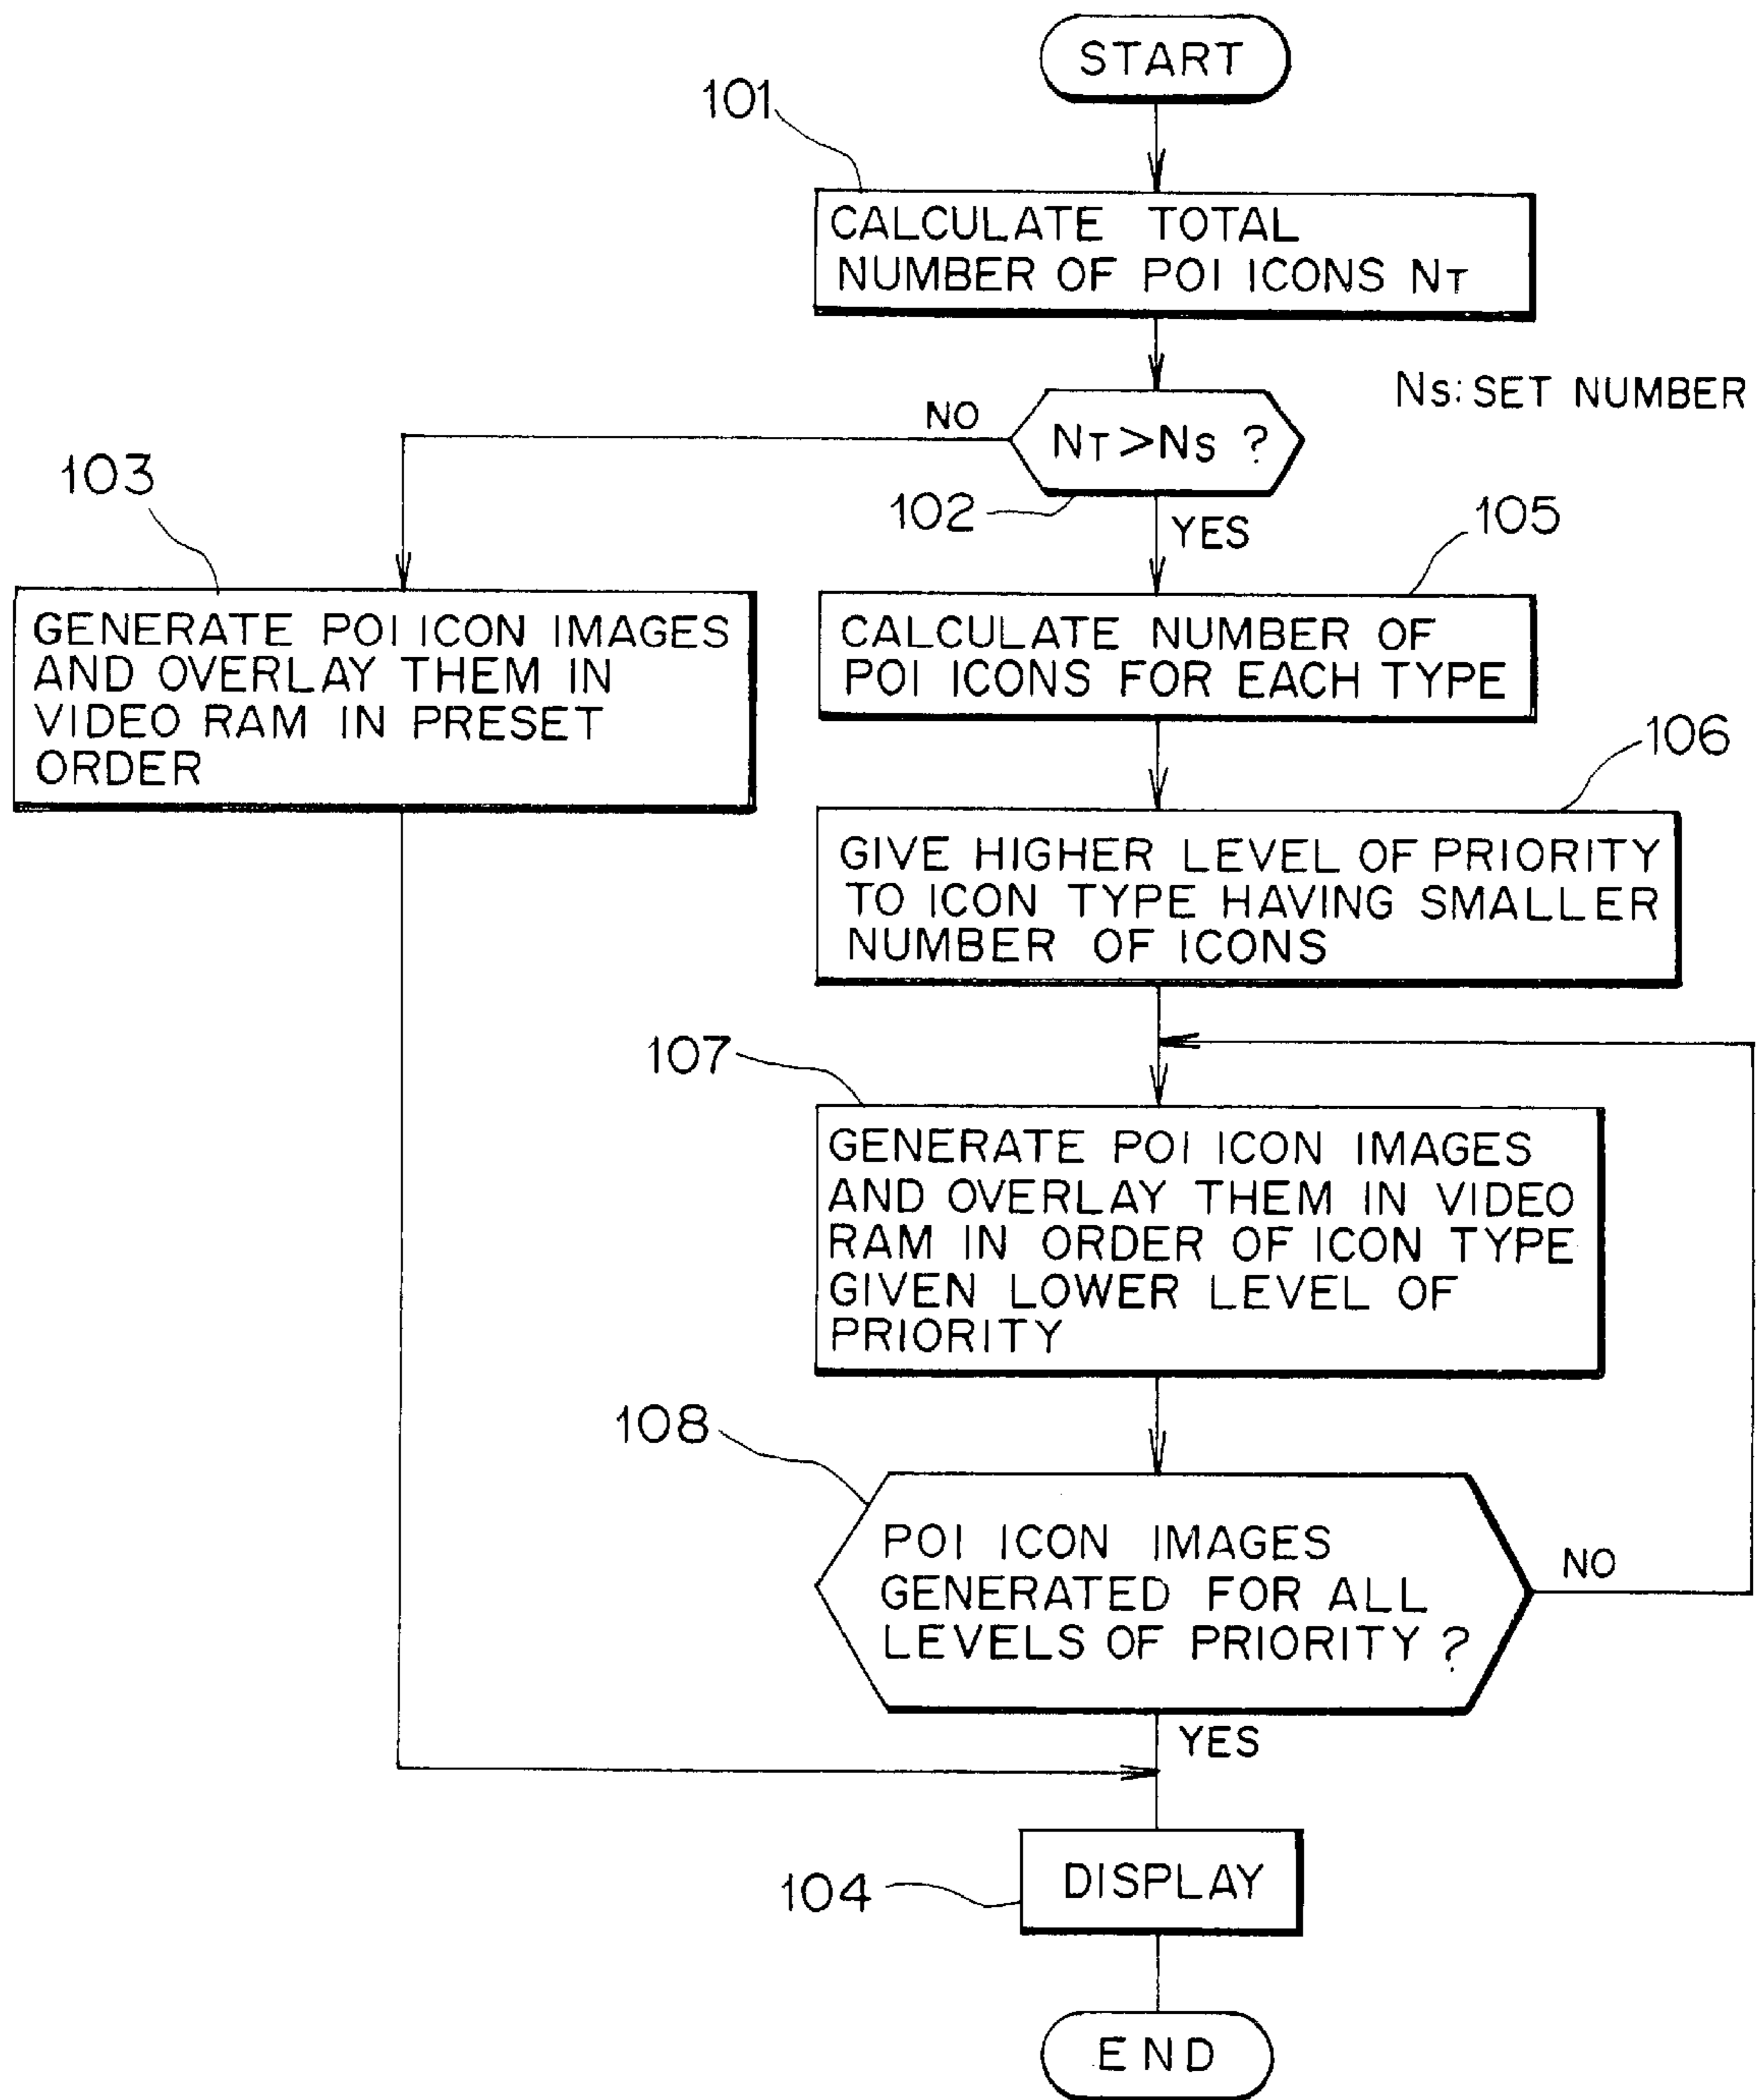 START
101
CALCULATE TOTAL
NUMBER OF POI ICONS NT
NS: SET NUMBER
NO
NT>NS ?
102
YES
103
GENERATE POI ICON IMAGES
AND OVERLAY THEM IN
VIDEO RAM IN PRESET
ORDER
105
CALCULATE NUMBER OF
POI ICONS FOR EACH TYPE
106
GIVE HIGHER LEVEL OF PRIORITY
TO ICON TYPE HAVING SMALLER
NUMBER OF ICONS
107
GENERATE POI ICON IMAGES
AND OVERLAY THEM IN VIDEO
RAM IN ORDER OF ICON TYPE
GIVEN LOWER LEVEL OF
PRIORITY
108
POI ICON IMAGES
GENERATED FOR ALL
LEVELS OF PRIORITY ?
NO
YES
104
DISPLAY
END